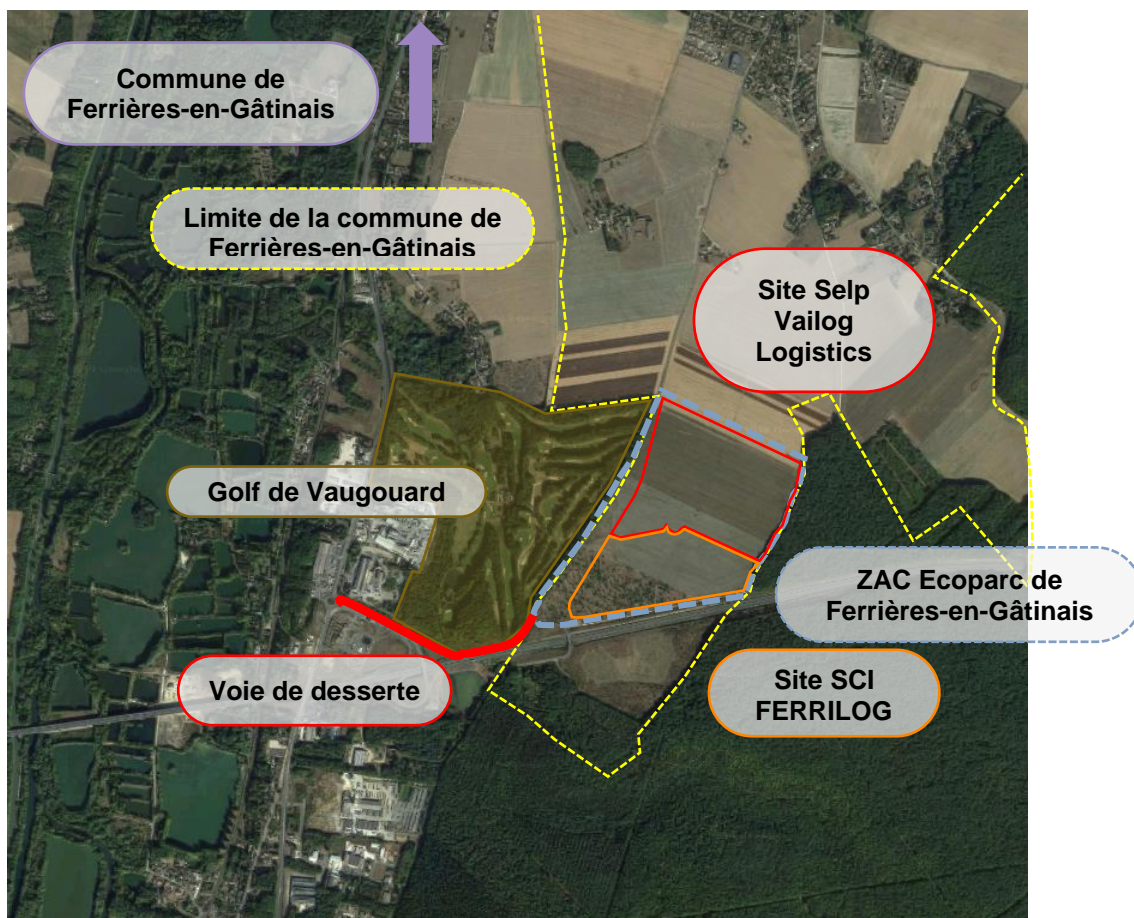 Commune de
Ferrières-en-Gâtinais
Limite de la commune de
Ferrières-en-Gâtinais
Site Selp
Vailog
Logistics
Golf de Vaugouard
ZAC Ecoparc de
Ferrières-en-Gâtinais
Voie de desserte
Site SCI
FERRILOG